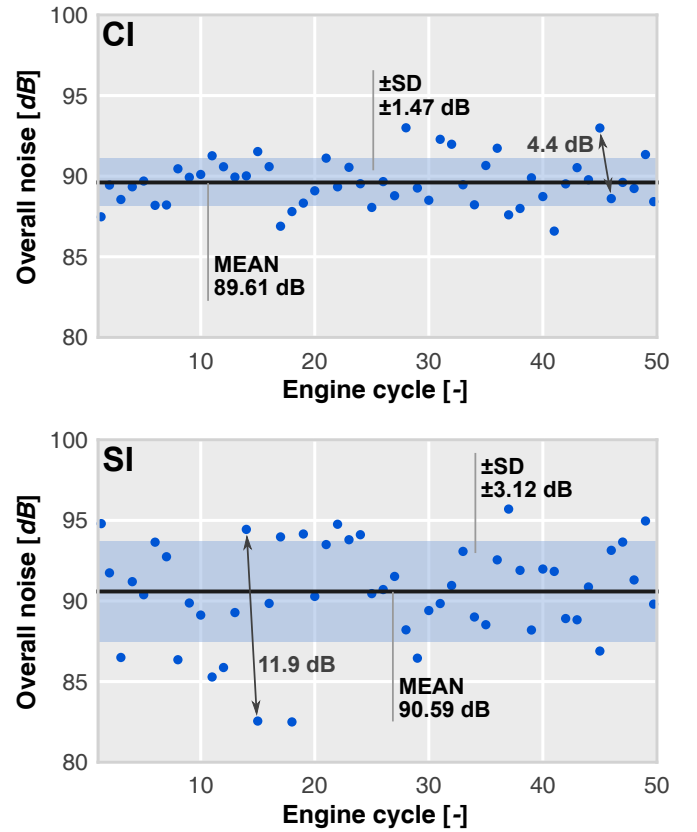 CI
100
95
90
85
80
Overall noise [dB]
±SD
±1.47 dB
4.4 dB
MEAN
89.61 dB
10
20
30
40
50
Engine cycle [-]
SI
100
95
90
85
80
Overall noise [dB]
±SD
±3.12 dB
11.9 dB
MEAN
90.59 dB
10
20
30
40
50
Engine cycle [-]